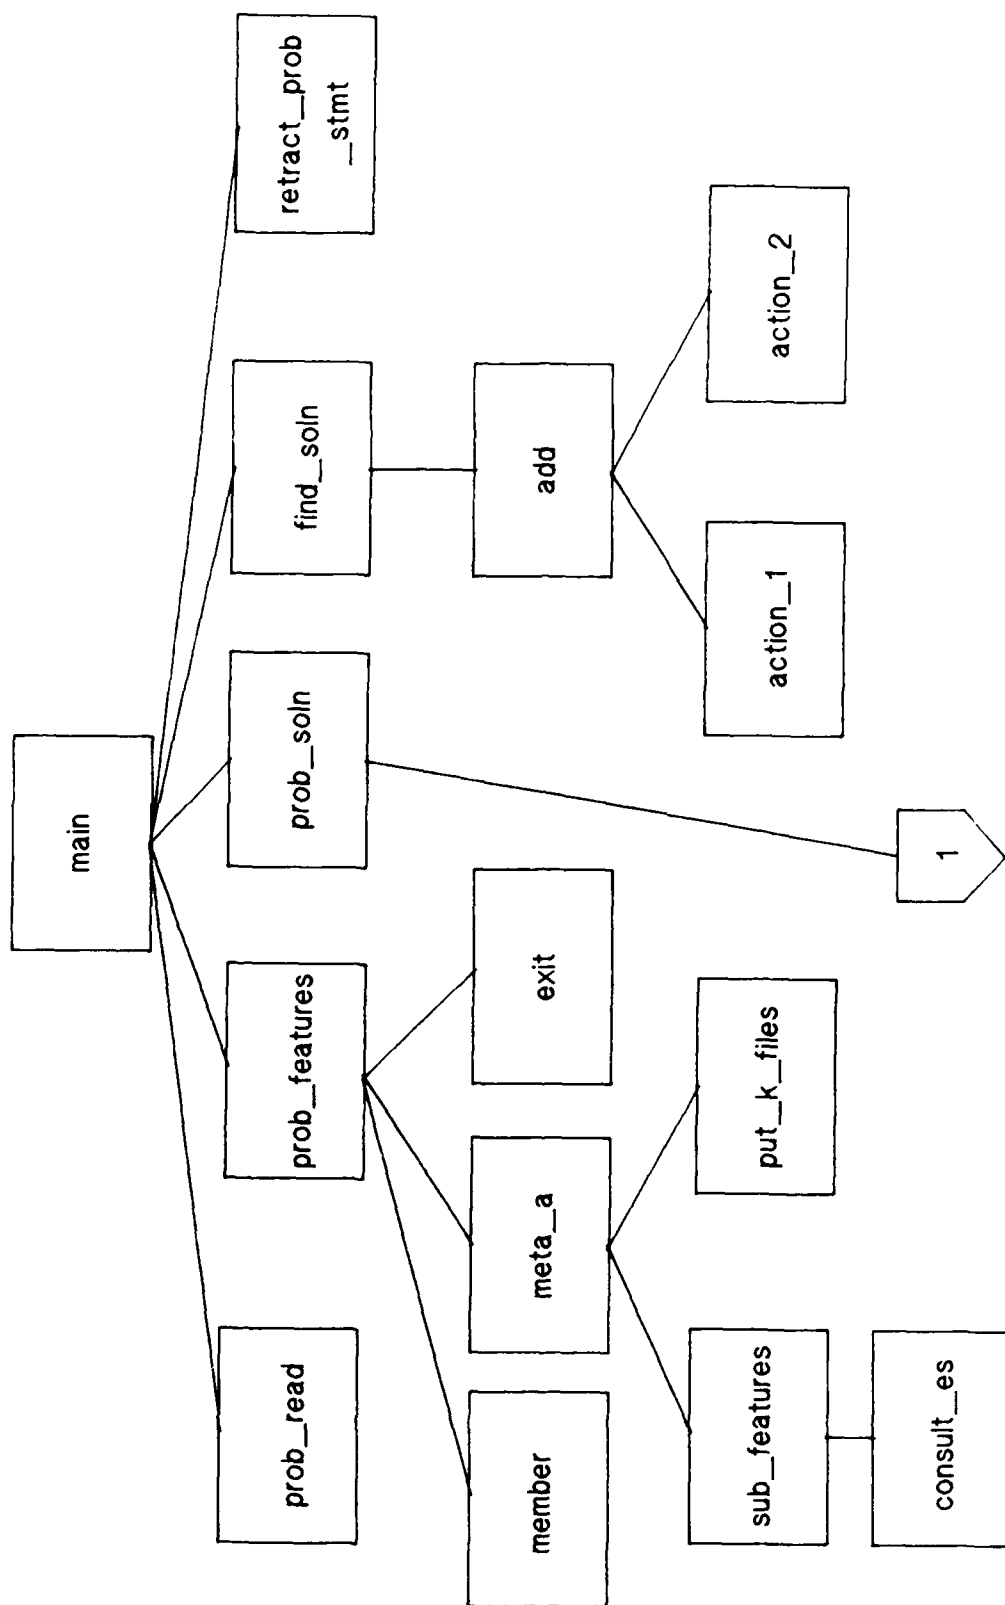 main
prob_read
prob_features
prob_soln
find_soln
retract_prob
_stmt
member
meta_a
exit
add
sub_features
put_k_files
action_1
action_2
consult_es
1